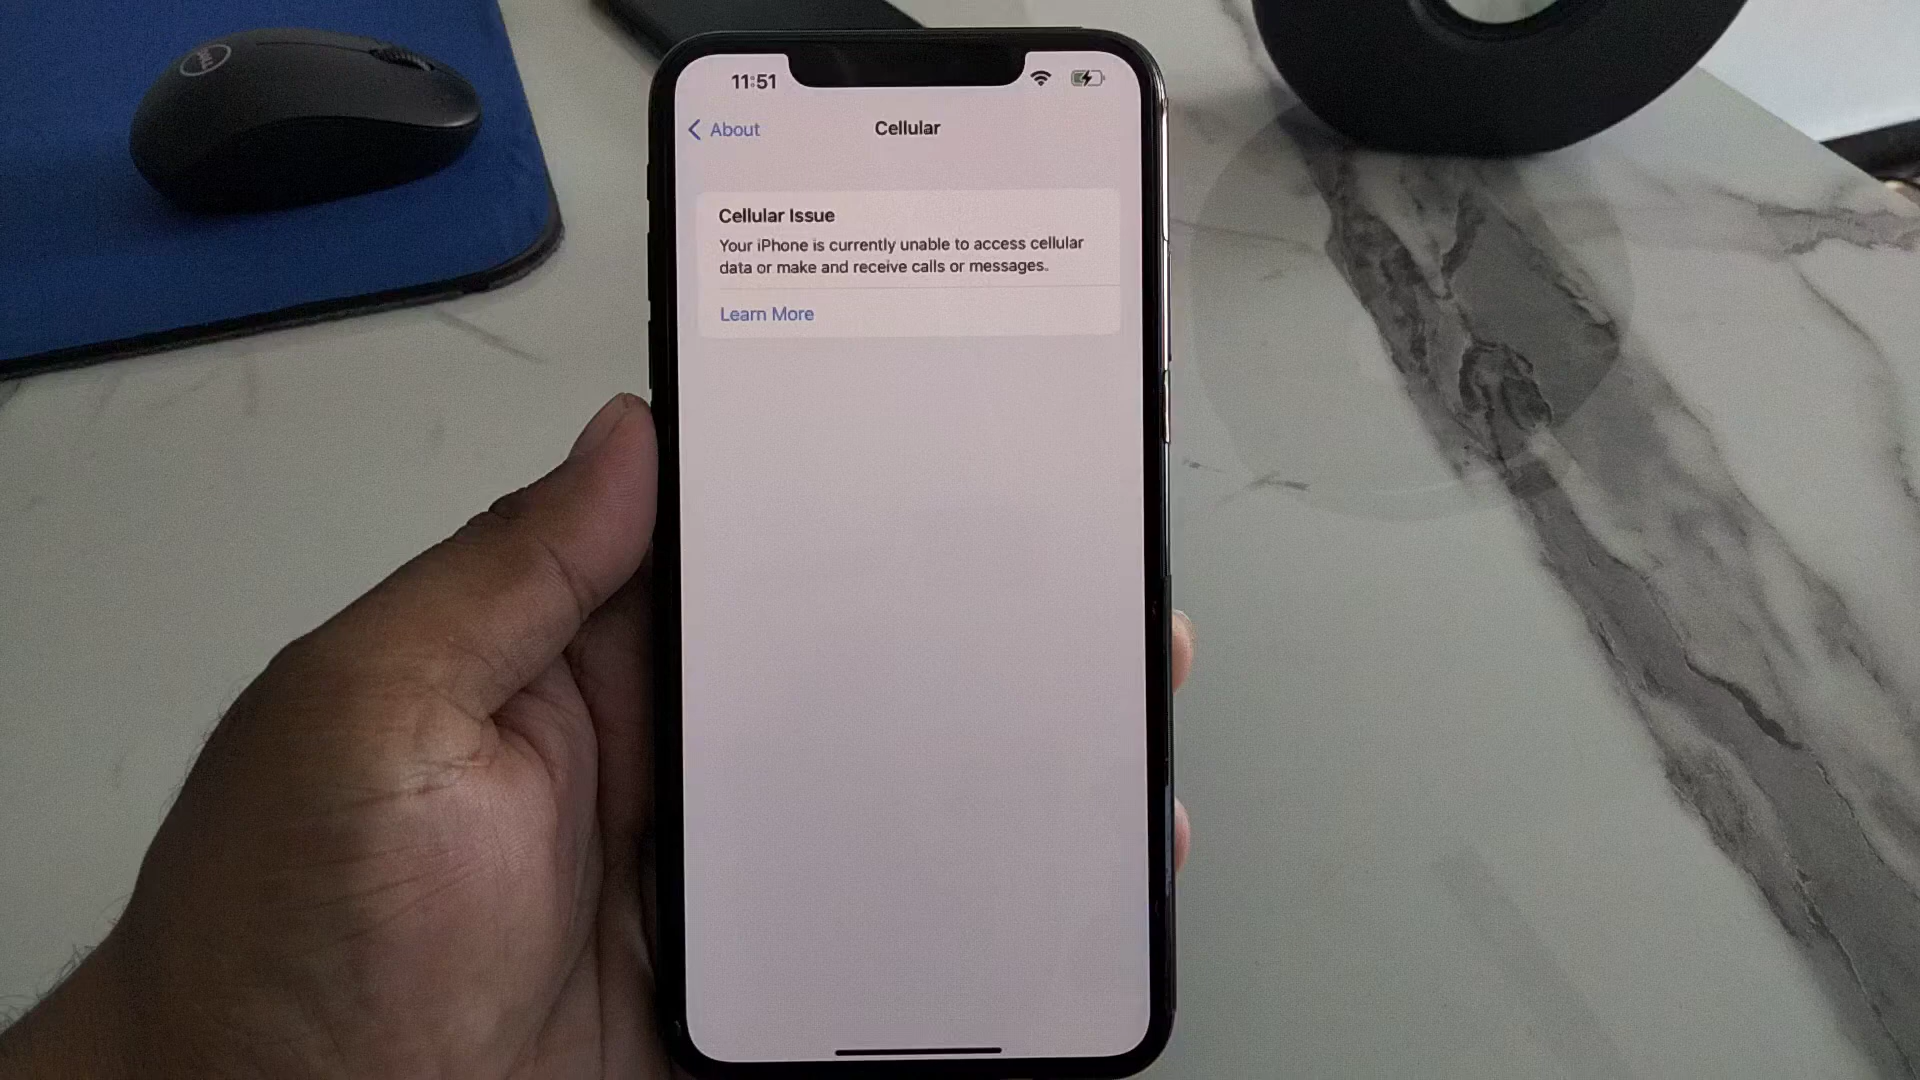 DELL
11:51
About
Cellular
Cellular Issue
Your iPhone is currently unable to access cellular
data or make and receive calls or messages.
Learn More